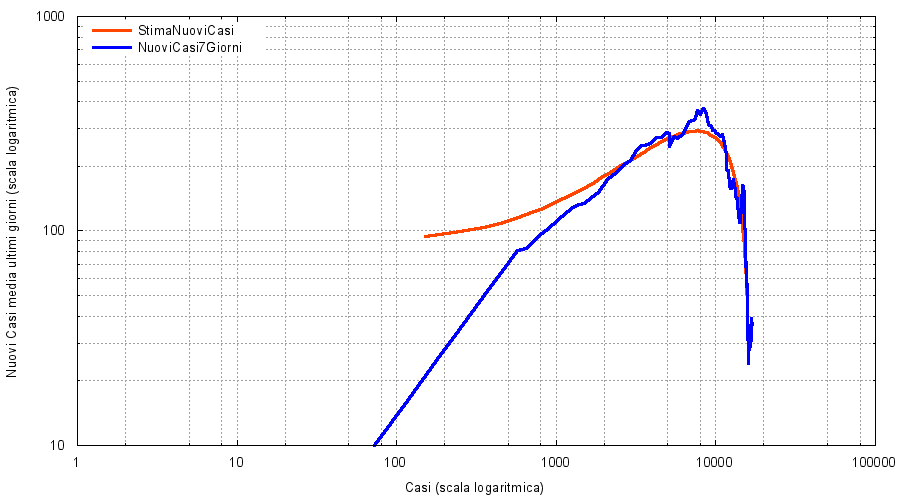 1000
StimaNuoviCasi
NuoviCasi7Giorni
Nuovi Casi media ultimi giorni (scala logaritmica)
100
10
1 10 100 1000 10000 100000
Casi (scala logaritmica)